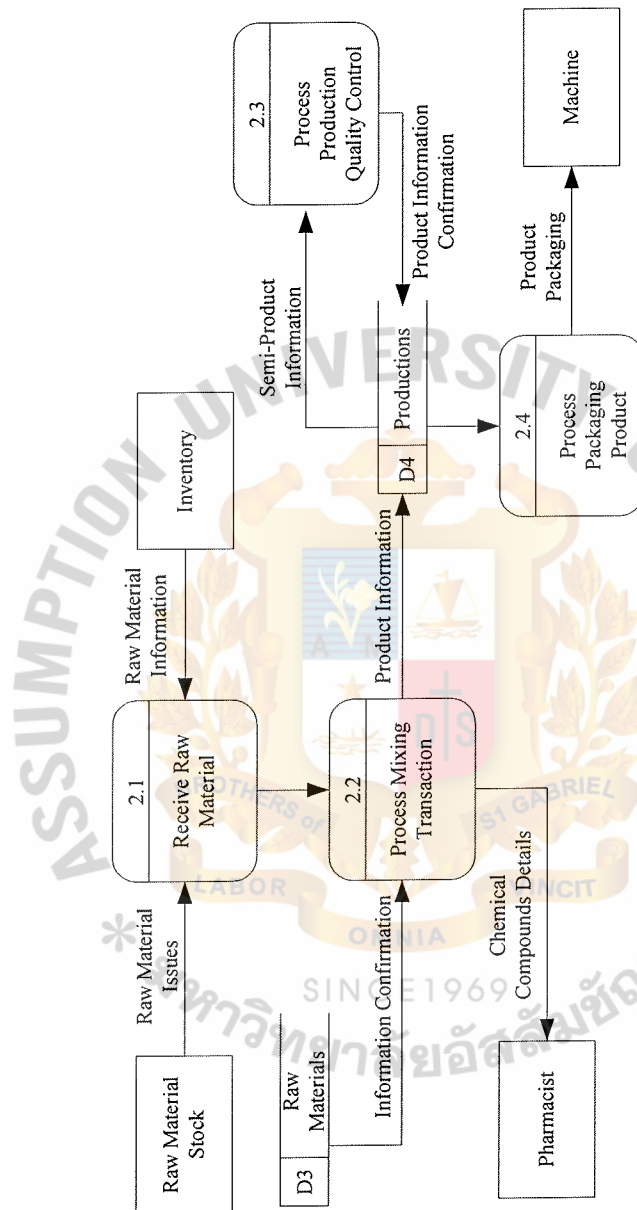 Raw Material
Stock
Raw Material
Issues
2.1
Receive Raw
Material
Raw Material
Information
Inventory
D3
Raw
Materials
Information Confirmation
2.2
Process Mixing
Transaction
Product Information
D4
Productions
Semi-Product
Information
2.3
Process
Production
Quality Control
Product Information
Confirmation
Pharmacist
Chemical
Compounds Details
2.4
Process
Packaging
Product
Product
Packaging
Machine
ASSUMPTION UNIVERSITY
BROTHERS of
S1 GABRIEL
LABOR
OMNIA
VINCIT
SINCE1969
D S
A